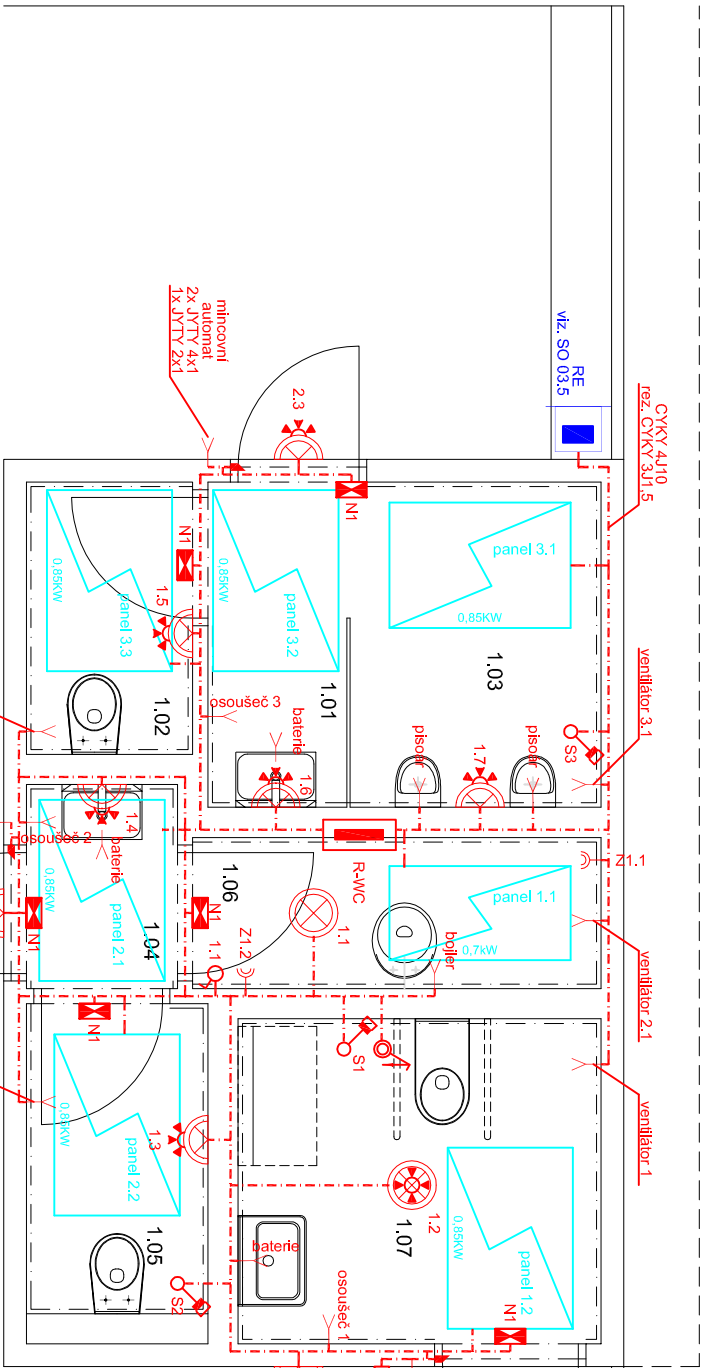 CYKY 4J10
rez. CYKY 3J1,5
RE
viz. SO 03.5
ventilátor 3.1
ventilátor 2.1
ventilátor 1
mincovní
automat
2x JYTY 4x1
1x JYTY 2x1
2.3
N1
panel 3.1
0,85KW
1.03
S3
pisoar
1.7
pisoar
Z1.1
panel 3.2
0,85KW
1.01
osoušeč 3
baterie
1.6
N1
1.5
panel 3.3
0,85KW
1.02
R-WC
1.06
1.1
bojler
panel 1.1
0,7kW
Z1.2
1.1
N1
1.4
osoušeč 2
baterie
0,85KW
panel 2.1
1.04
N1
N1
S1
1.2
1.07
panel 1.2
0,85KW
N1
baterie
osoušeč 1
1.3
0,85KW
panel 2.2
1.05
S2